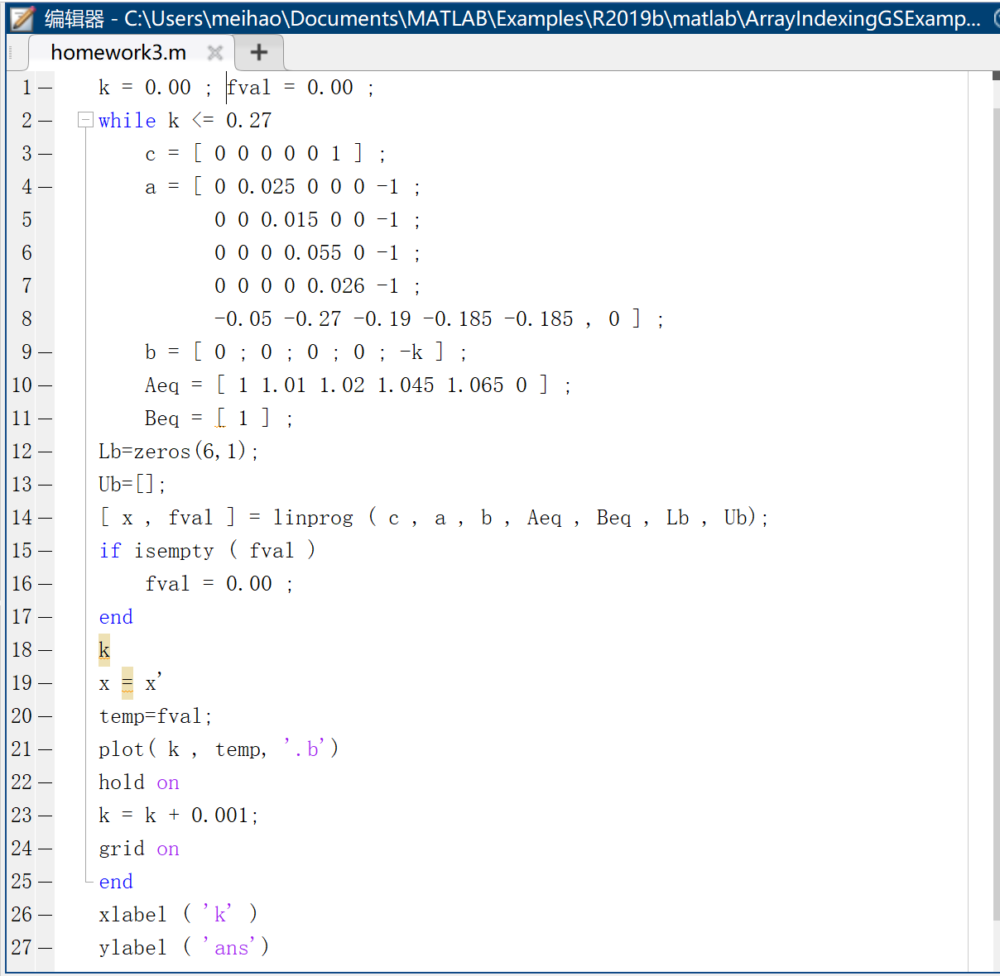 编辑器 - C:\Users\meihao\Documents\MATLAB\Examples\R2019b\matlab\ArrayIndexingGSExamp...
homework3.m
1 k = 0.00 ; fval = 0.00 ;
2 while k <= 0.27
3 c = [ 0 0 0 0 0 1 ] ;
4 a = [ 0 0.025 0 0 0 -1 ;
5 0 0 0.015 0 0 -1 ;
6 0 0 0 0.055 0 -1 ;
7 0 0 0 0 0.026 -1 ;
8 -0.05 -0.27 -0.19 -0.185 -0.185 , 0 ] ;
9 b = [ 0 ; 0 ; 0 ; 0 ; -k ] ;
10 Aeq = [ 1 1.01 1.02 1.045 1.065 0 ] ;
11 Beq = [ 1 ] ;
12 Lb=zeros(6,1);
13 Ub=[];
14 [ x , fval ] = linprog ( c , a , b , Aeq , Beq , Lb , Ub);
15 if isempty ( fval )
16 fval = 0.00 ;
17 end
18 k
19 x = x'
20 temp=fval;
21 plot( k , temp, '.b')
22 hold on
23 k = k + 0.001;
24 grid on
25 end
26 xlabel ( 'k' )
27 ylabel ( 'ans')